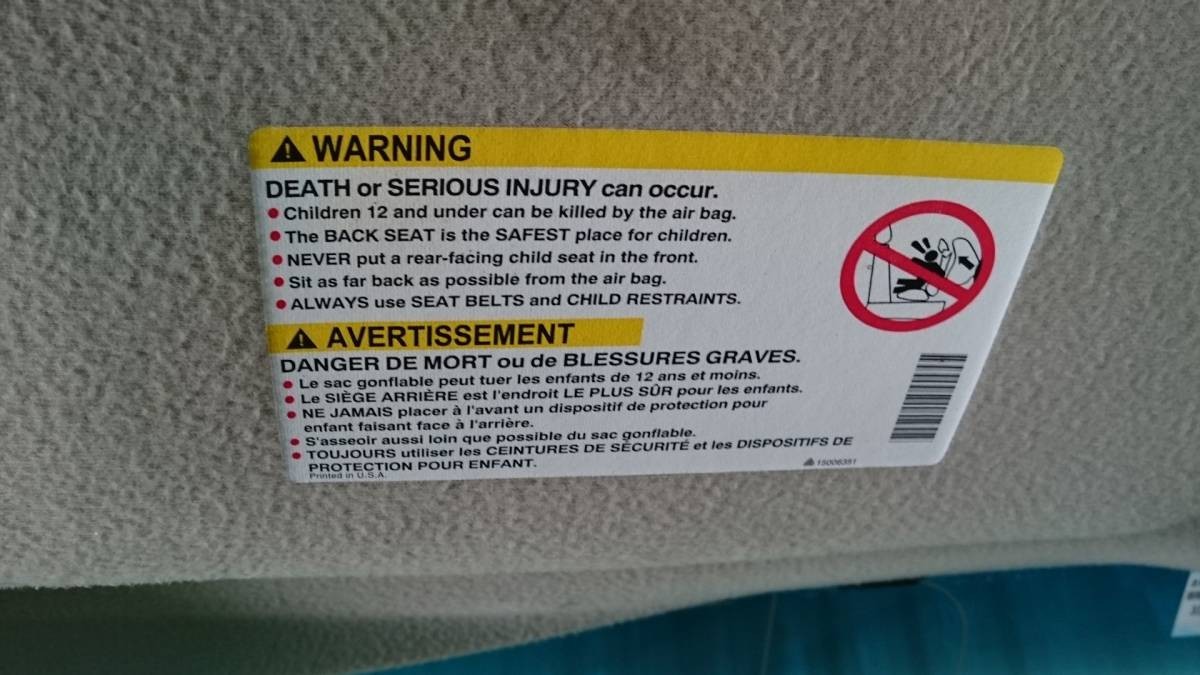 WARNING
DEATH or SERIOUS INJURY can occur.
• Children 12 and under can be killed by the air bag.
• The BACK SEAT is the SAFEST place for children.
• NEVER put a rear-facing child seat in the front.
• Sit as far back as possible from the air bag.
• ALWAYS use SEAT BELTS and CHILD RESTRAINTS.
AVERTISSEMENT
DANGER DE MORT ou de BLESSURES GRAVES.
• Le sac gonflable peut tuer les enfants de 12 ans et moins.
• Le SIÈGE ARRIÈRE est l'endroit LE PLUS SÛR pour les enfants.
• NE JAMAIS placer à l'avant un dispositif de protection pour
enfant faisant face à l'arrière.
• S'asseoir aussi loin que possible du sac gonflable.
• TOUJOURS utiliser les CEINTURES DE SÉCURITÉ et les DISPOSITIFS DE
PROTECTION POUR ENFANT.
Printed in U.S.A.
15006351